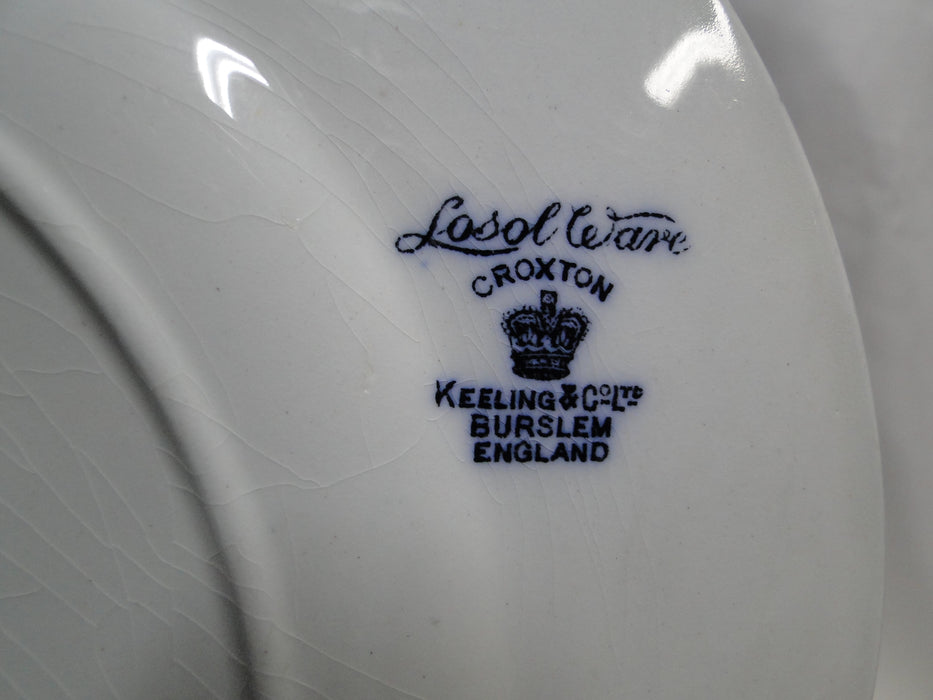 Losol Ware
CROXTON
KEELING & Co LTD
BURSLEM
ENGLAND